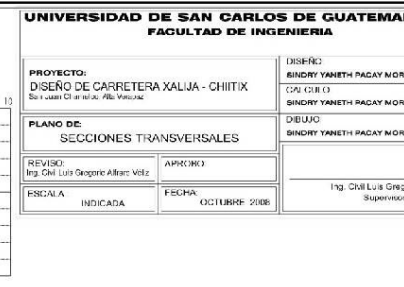 UNIVERSIDAD DE SAN CARLOS DE GUATEMAL
FACULTAD DE INGENIERIA
PROYECTO:
DISEÑO DE CARRETERA XALIJA - CHIITIX
San Juan Chamelco, Alta Verapaz
PLANO DE:
SECCIONES TRANSVERSALES
REVISO:
Ing. Civil Luis Gregorio Alfaro Veliz
APROBO:
ESCALA
INDICADA
FECHA:
OCTUBRE 2008
DISEÑO
SINDRY YANETH PACAY MOR
CALCULO
SINDRY YANETH PACAY MOR
DIBUJO
SINDRY YANETH PACAY MOR
Ing. Civil Luis Greg
Supervisor
10